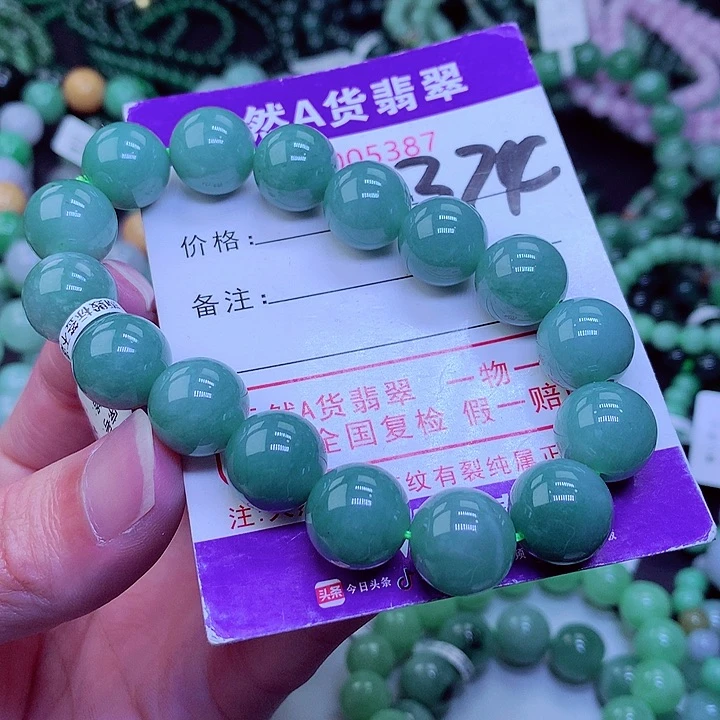 然A货翡翠
005387
374
价格:
备注:
然A货翡翠 一物一
全国复检 假一赔
纹有裂纯属正
注:
头条 今日头条